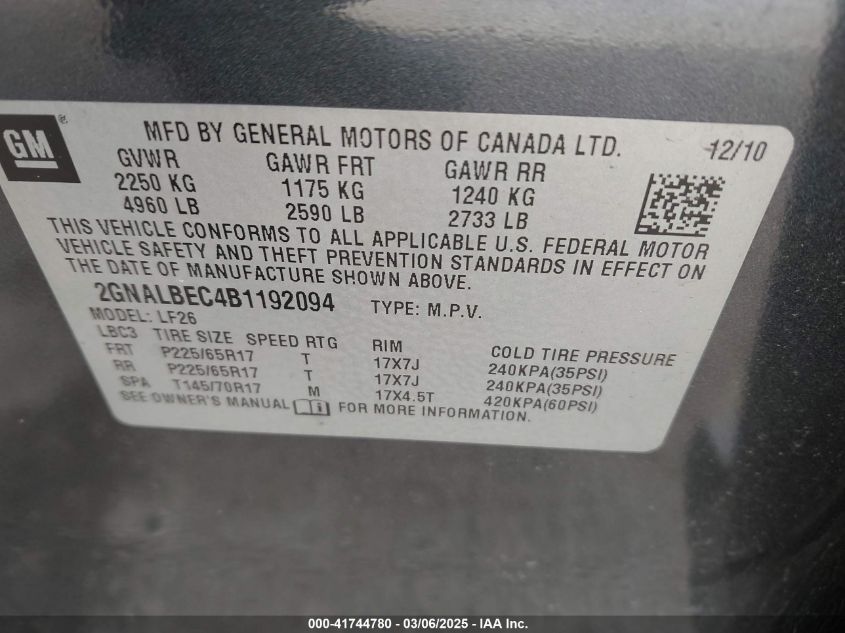 GM® MFD BY GENERAL MOTORS OF CANADA LTD. 12/10
GVWR GAWR FRT GAWR RR
2250 KG 1175 KG 1240 KG
4960 LB 2590 LB 2733 LB
THIS VEHICLE CONFORMS TO ALL APPLICABLE U.S. FEDERAL MOTOR
VEHICLE SAFETY AND THEFT PREVENTION STANDARDS IN EFFECT ON
THE DATE OF MANUFACTURE SHOWN ABOVE.
2GNALBEC4B1192094 TYPE: M.P.V.
MODEL: LF26
LBC3 TIRE SIZE SPEED RTG RIM COLD TIRE PRESSURE
FRT P225/65R17 T 17X7J 240KPA(35PSI)
RR P225/65R17 T 17X7J 240KPA(35PSI)
SPA T145/70R17 M 17X4.5T 420KPA(60PSI)
SEE OWNER'S MANUAL FOR MORE INFORMATION.
000-41744780 - 03/06/2025 - IAA Inc.